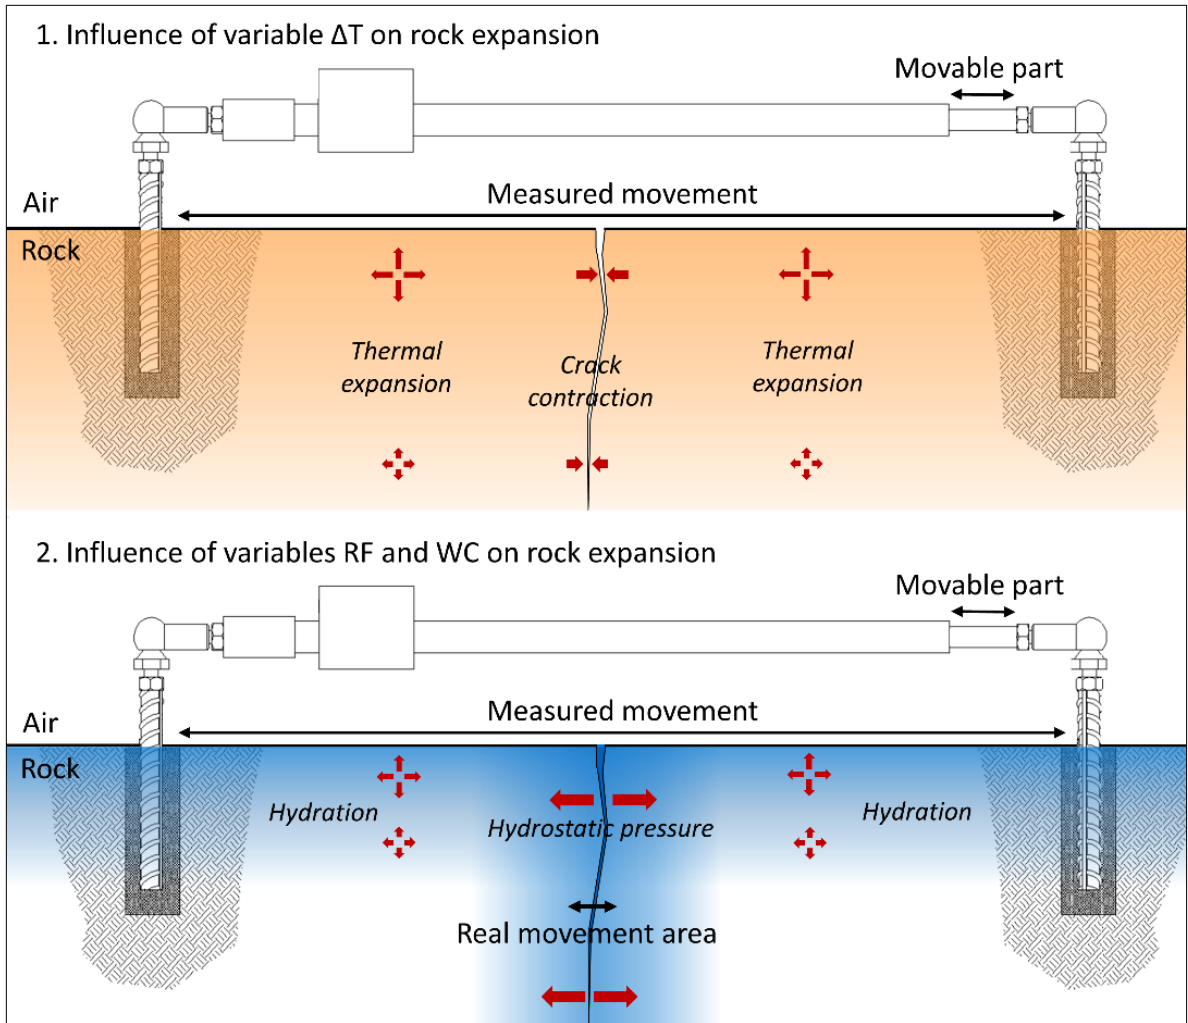 1. Influence of variable ΔT on rock expansion
Movable part
Measured movement
Air
Rock
Thermal
expansion
Crack
contraction
Thermal
expansion
2. Influence of variables RF and WC on rock expansion
Movable part
Measured movement
Air
Rock
Hydration
Hydrostatic pressure
Hydration
Real movement area